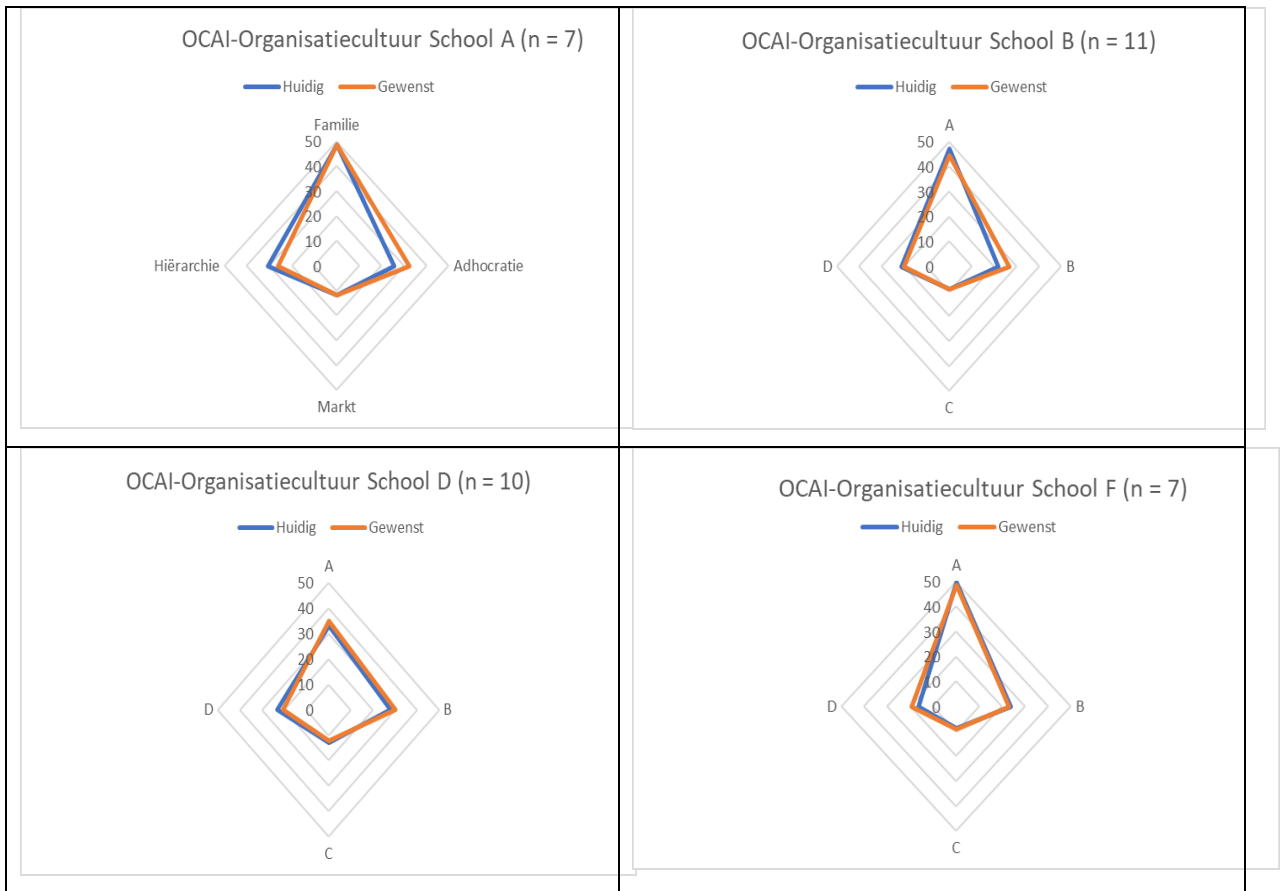 OCAI-Organisatiecultuur School A (n = 7)
Huidig Gewenst
Familie
50
40
30
20
10
0
Hiërarchie
Adhocratie
Markt
OCAI-Organisatiecultuur School B (n = 11)
Huidig Gewenst
A
50
40
30
20
10
0
D
B
C
OCAI-Organisatiecultuur School D (n = 10)
Huidig Gewenst
A
50
40
30
20
10
0
D
B
C
OCAI-Organisatiecultuur School F (n = 7)
Huidig Gewenst
A
50
40
30
20
10
0
D
B
C